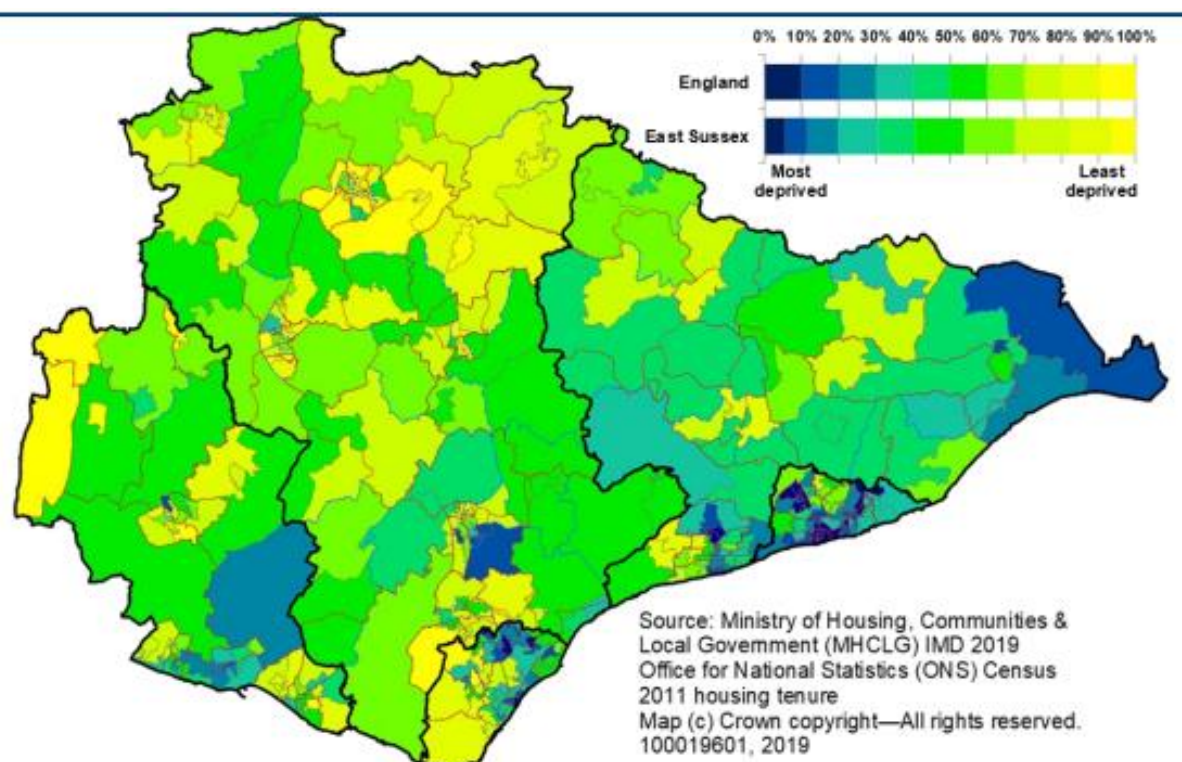 0% 10% 20% 30% 40% 50% 60% 70% 80% 90% 100%
England
East Sussex
Most deprived
Least deprived
Source: Ministry of Housing, Communities &
Local Government (MHCLG) IMD 2019
Office for National Statistics (ONS) Census
2011 housing tenure
Map (c) Crown copyright—All rights reserved.
100019601, 2019